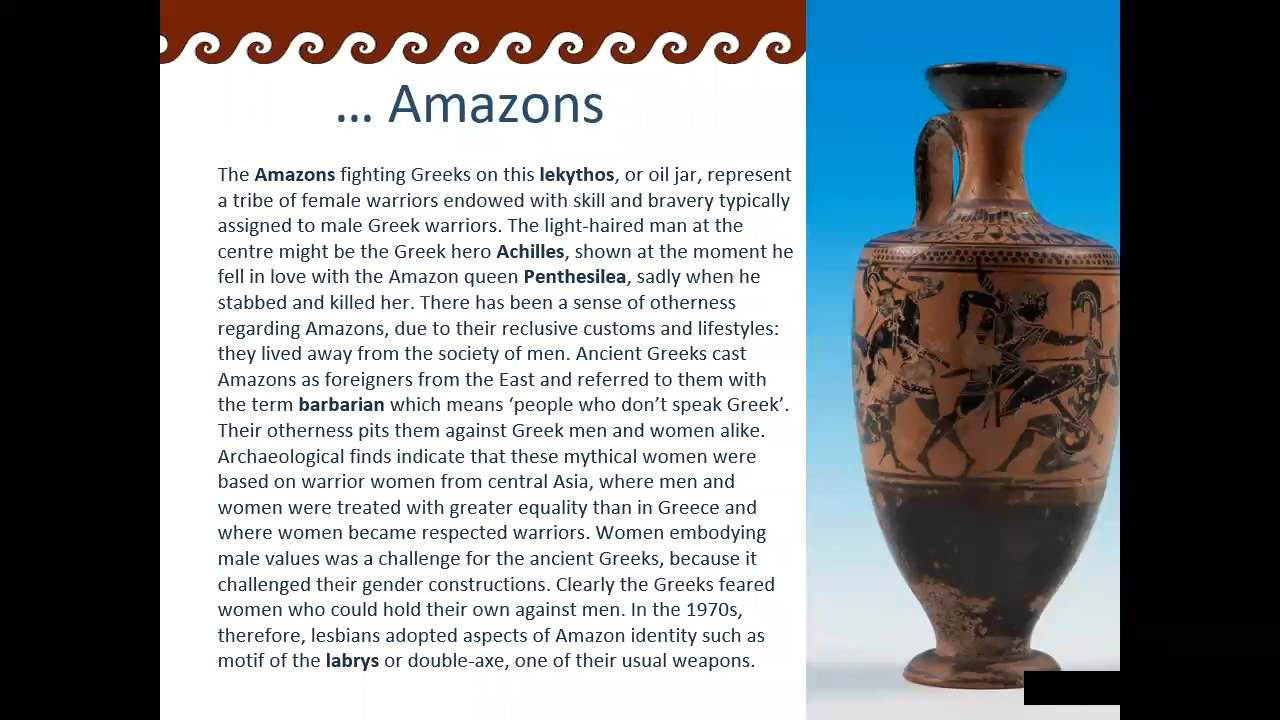 ... Amazons
The Amazons fighting Greeks on this lekythos, or oil jar, represent
a tribe of female warriors endowed with skill and bravery typically
assigned to male Greek warriors. The light-haired man at the
centre might be the Greek hero Achilles, shown at the moment he
fell in love with the Amazon queen Penthesilea, sadly when he
stabbed and killed her. There has been a sense of otherness
regarding Amazons, due to their reclusive customs and lifestyles:
they lived away from the society of men. Ancient Greeks cast
Amazons as foreigners from the East and referred to them with
the term barbarian which means ‘people who don’t speak Greek’.
Their otherness pits them against Greek men and women alike.
Archaeological finds indicate that these mythical women were
based on warrior women from central Asia, where men and
women were treated with greater equality than in Greece and
where women became respected warriors. Women embodying
male values was a challenge for the ancient Greeks, because it
challenged their gender constructions. Clearly the Greeks feared
women who could hold their own against men. In the 1970s,
therefore, lesbians adopted aspects of Amazon identity such as
motif of the labrys or double-axe, one of their usual weapons.